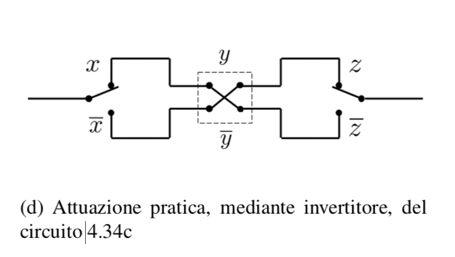 x y z
x̅ y̅ z̅
(d) Attuazione pratica, mediante invertitore, del
circuito 4.34c